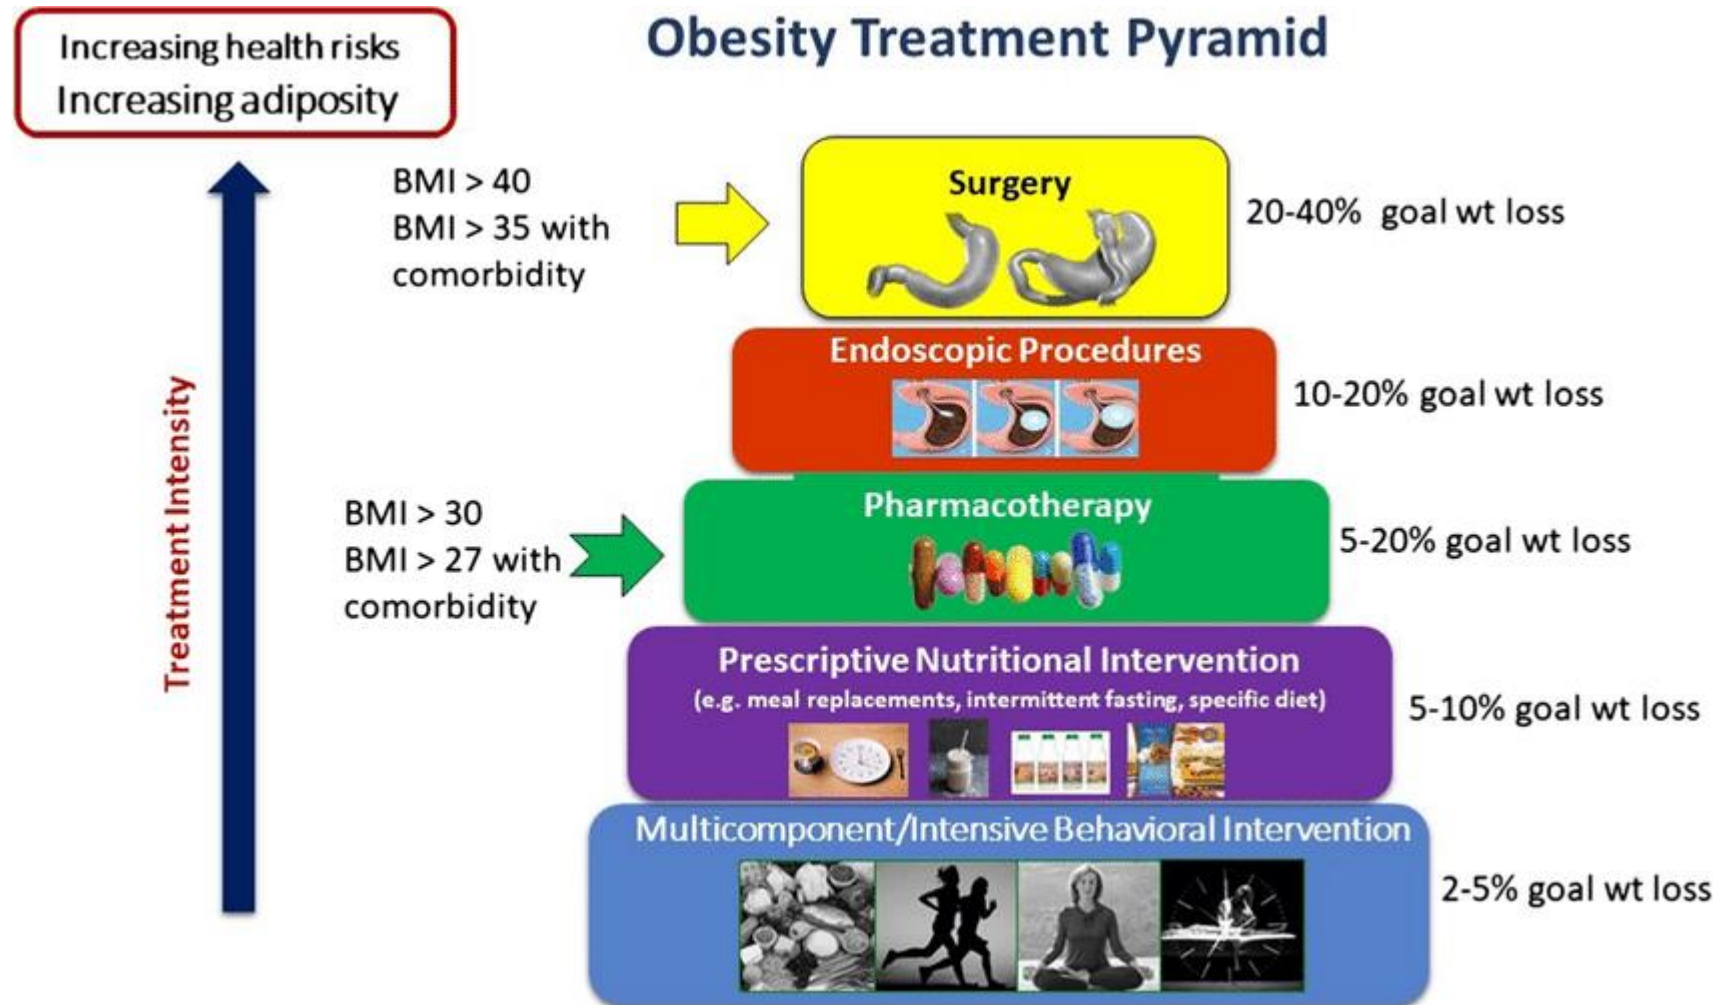 Obesity Treatment Pyramid
Increasing health risks
Increasing adiposity
Treatment Intensity
BMI > 40
BMI > 35 with
comorbidity
Surgery
20-40% goal wt loss
Endoscopic Procedures
10-20% goal wt loss
BMI > 30
BMI > 27 with
comorbidity
Pharmacotherapy
5-20% goal wt loss
Prescriptive Nutritional Intervention
(e.g. meal replacements, intermittent fasting, specific diet)
5-10% goal wt loss
Multicomponent/Intensive Behavioral Intervention
2-5% goal wt loss